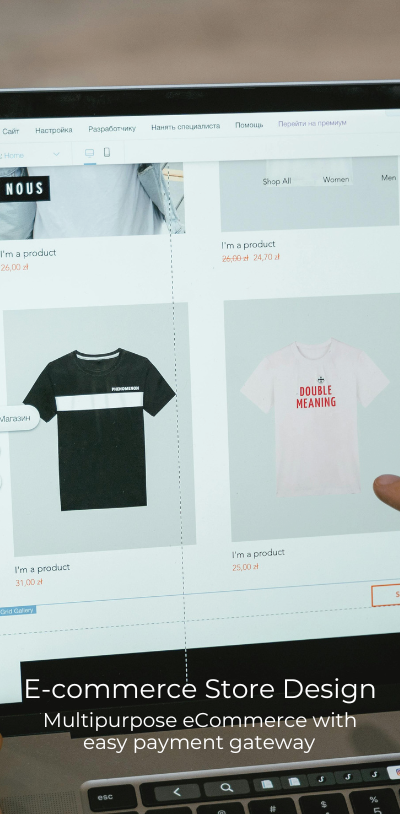 Сайт Настройка Разработчику Нанять специалиста Помощь Перейти на премиум
Home
NOUS
Shop All Women Men
I'm a product
26,00 zł
I'm a product
26,00 zł 24,70 zł
PHENOMENON
DOUBLE
MEANING
Магазин
I'm a product
31,00 zł
I'm a product
25,00 zł
Grid Gallery
E-commerce Store Design
Multipurpose eCommerce with
easy payment gateway
esc
# $ %
5